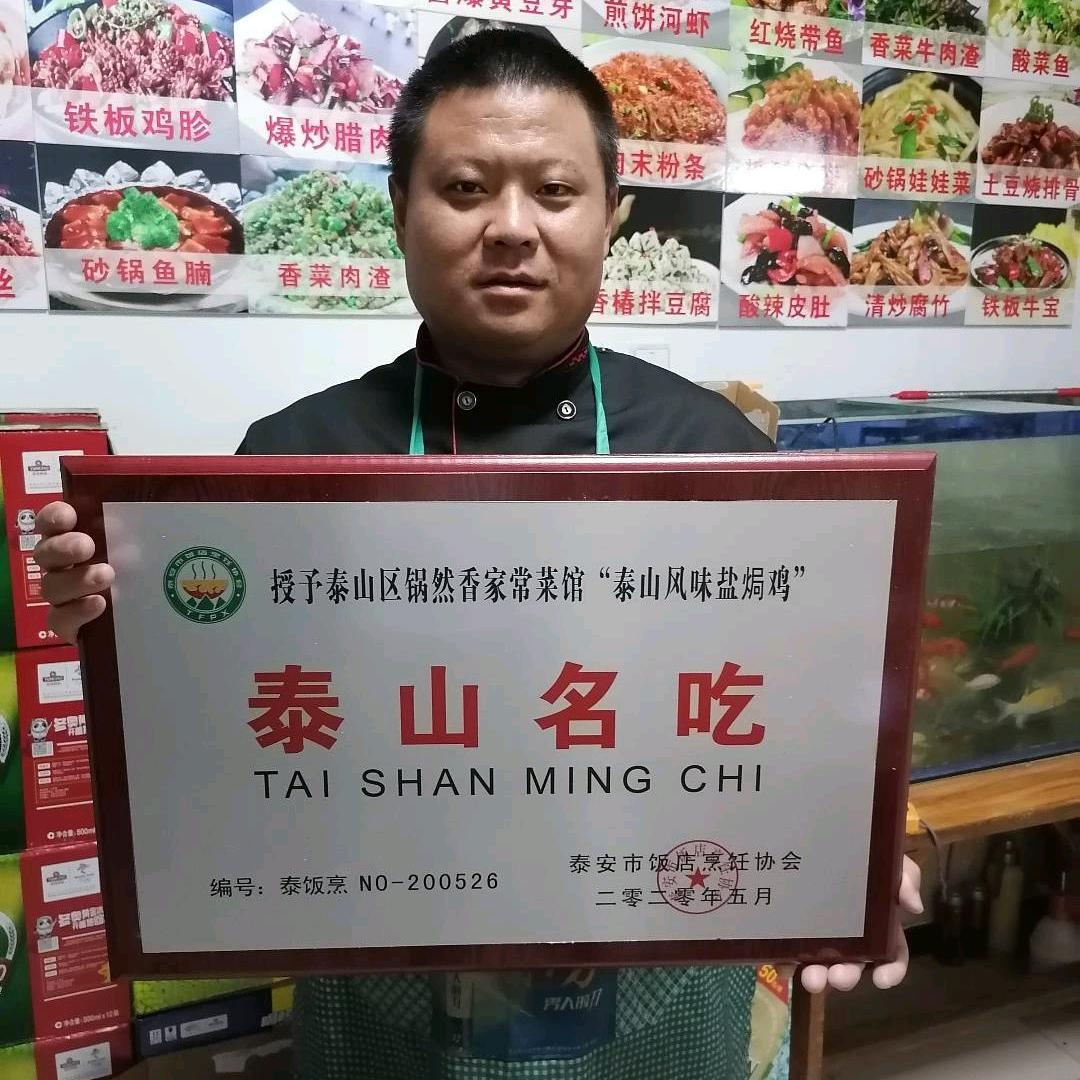 煎饼河虾
红烧带鱼
香菜牛肉渣
酸菜鱼
铁板鸡胗
爆炒腊肉
末粉条
砂锅娃娃菜
土豆烧排骨
丝
砂锅鱼腩
香菜肉渣
香椿拌豆腐
酸辣皮肚
清炒腐竹
铁板牛宝
TFPX
授予泰山区锅然香家常菜馆“泰山风味盐焗鸡”
泰山名吃
TAI SHAN MING CHI
编号：泰饭烹 NO-200526
泰安市饭店烹饪协会
二零二零年五月